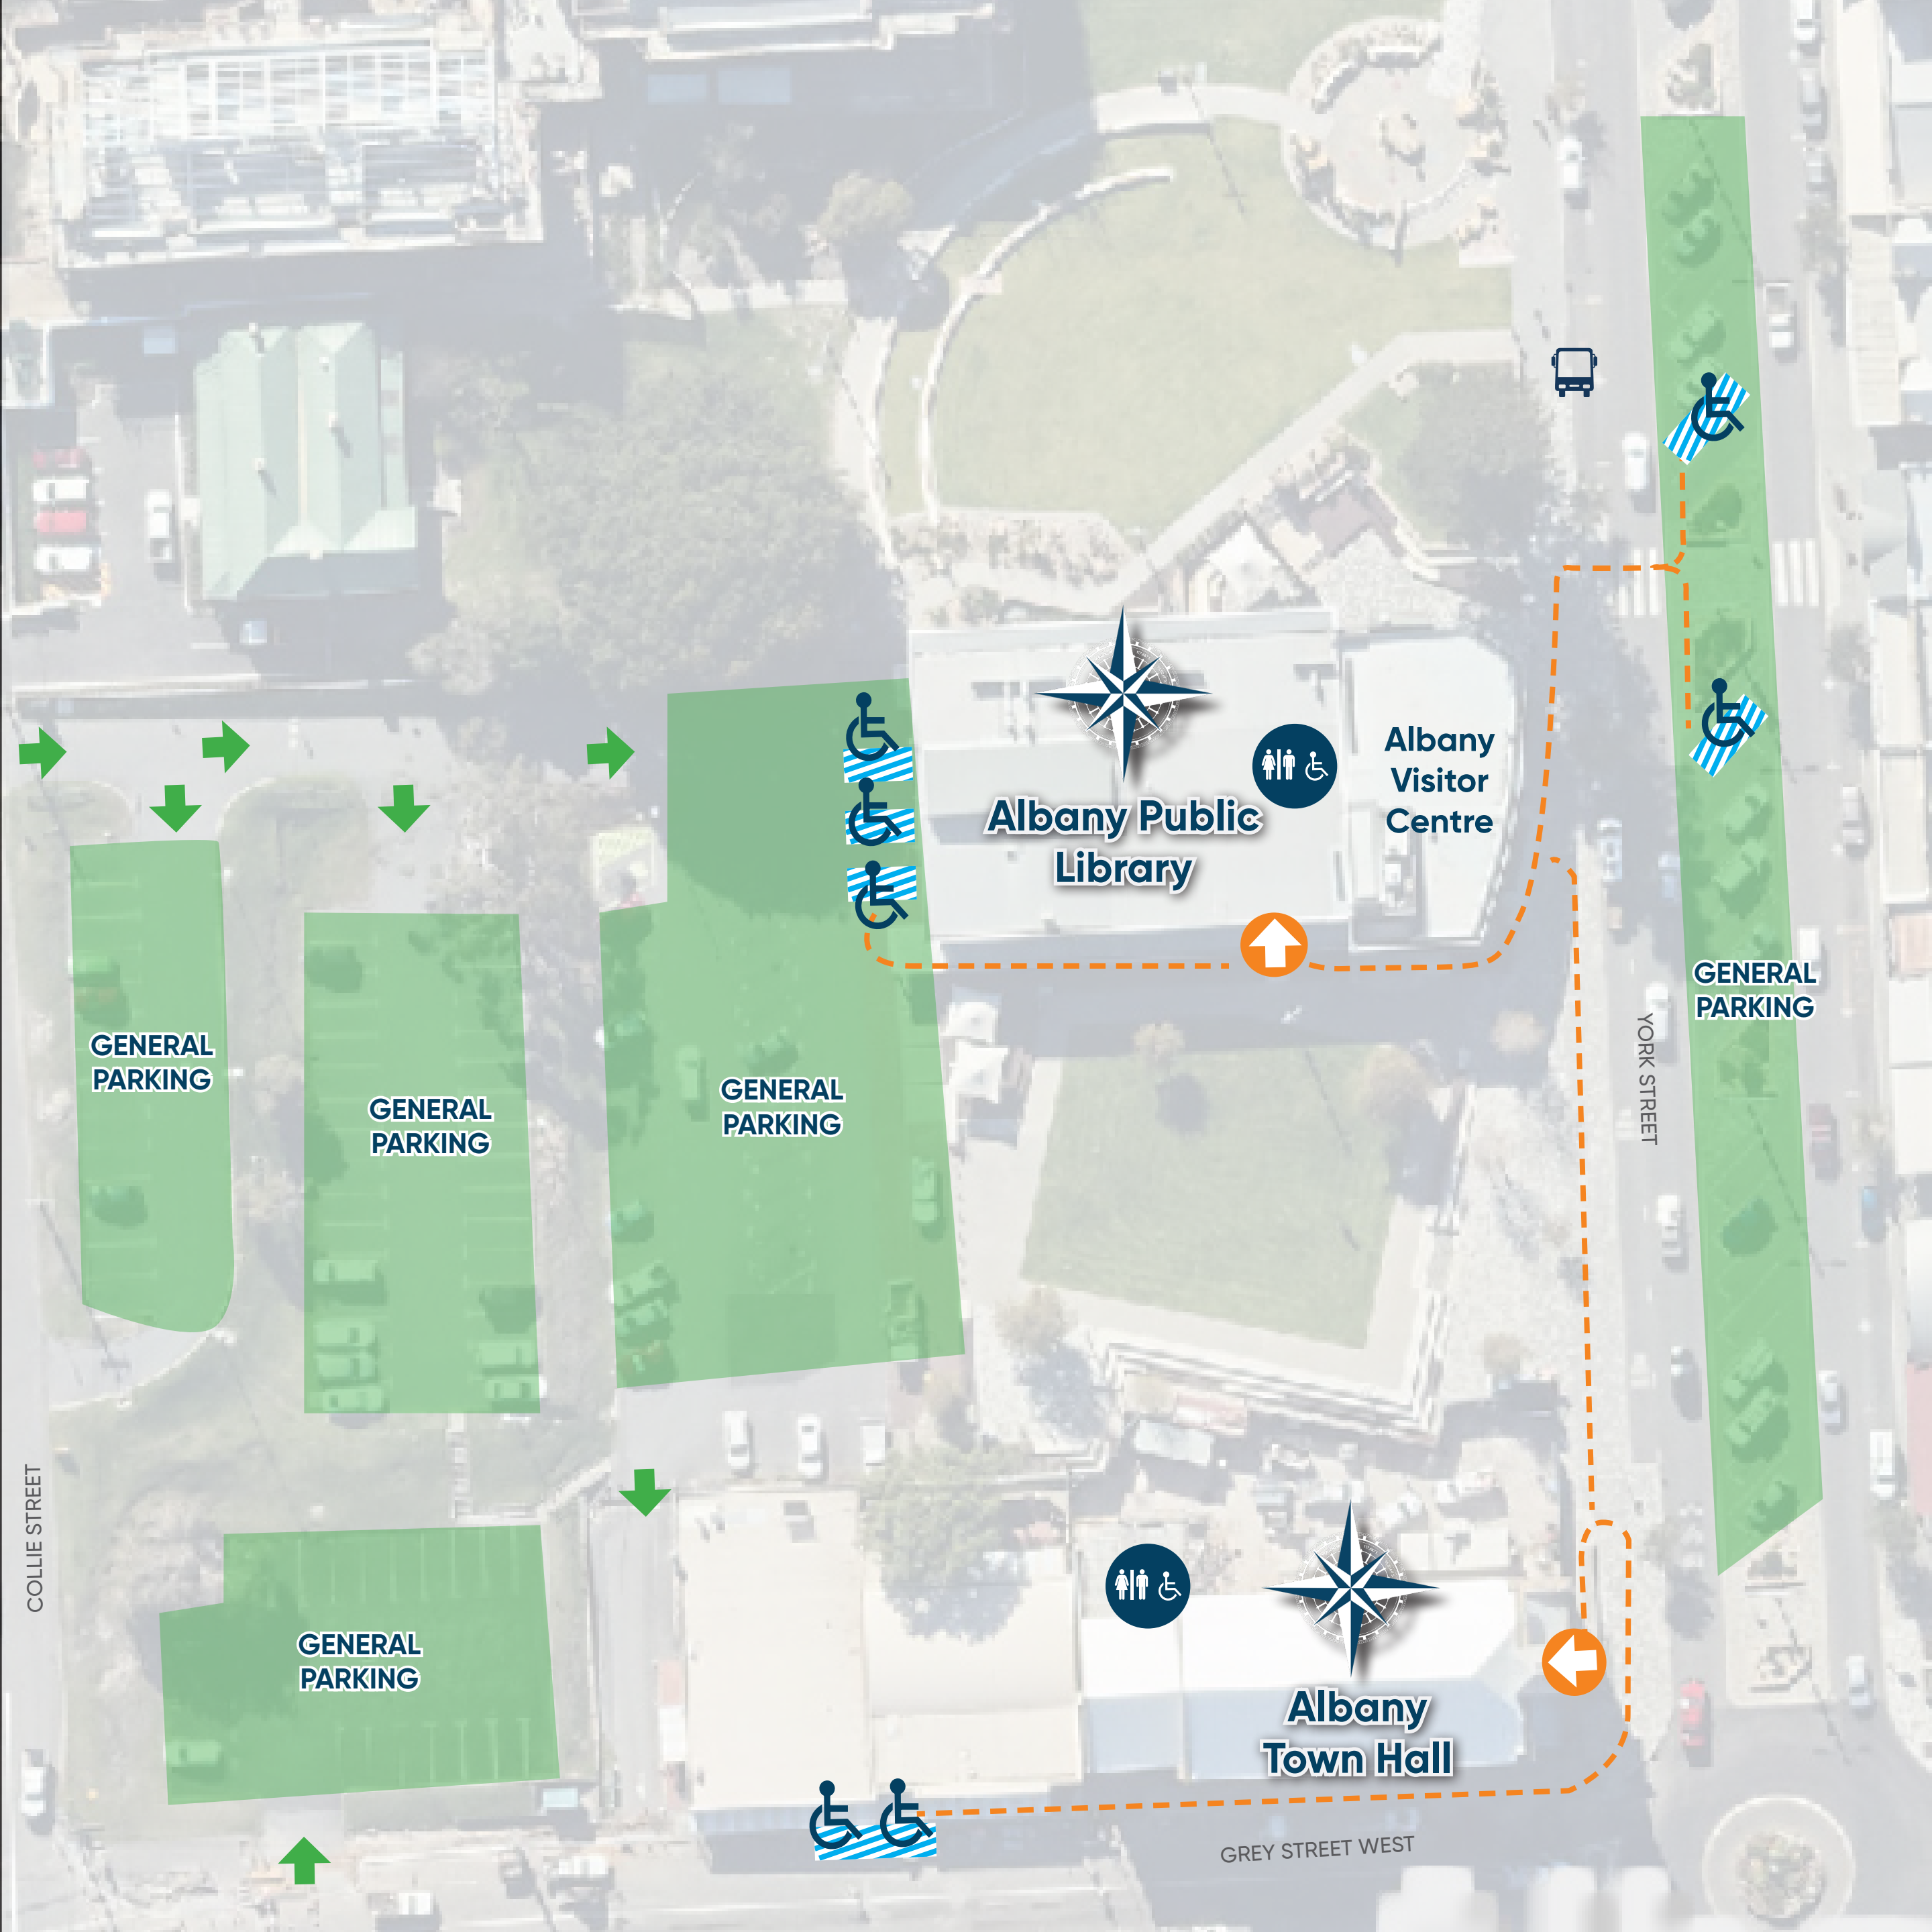 Albany
Visitor
Centre
Albany Public
Library
GENERAL
PARKING
GENERAL
PARKING
GENERAL
PARKING
GENERAL
PARKING
YORK STREET
COLLIE STREET
GENERAL
PARKING
Albany
Town Hall
GREY STREET WEST